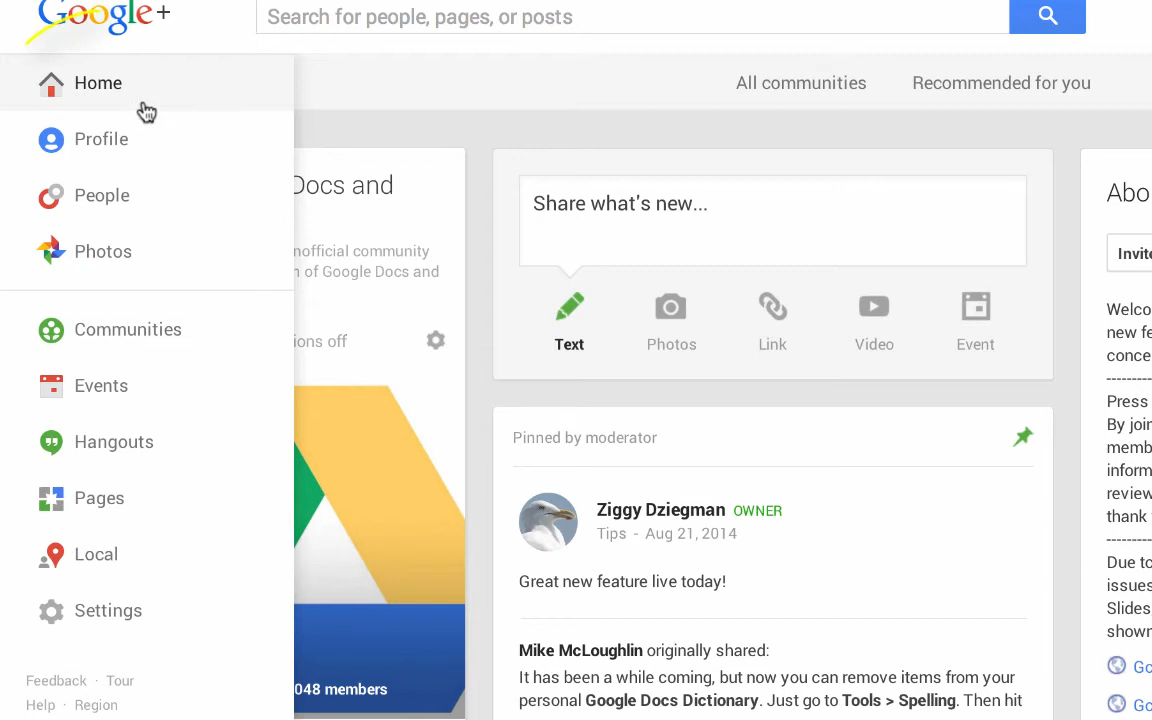 Google+
Search for people, pages, or posts
Home
Profile
People
Photos
Communities
Events
Hangouts
Pages
Local
Settings
Feedback · Tour
Help · Region
All communities
Recommended for you
Docs and
unofficial community
of Google Docs and
off
048 members
Share what's new...
Text
Photos
Link
Video
Event
Pinned by moderator
Ziggy Dziegman OWNER
Tips - Aug 21, 2014
Great new feature live today!
Mike McLoughlin originally shared:
It has been a while coming, but now you can remove items from your
personal Google Docs Dictionary. Just go to Tools > Spelling. Then hit
Abo
Invite
Welco
new fe
conce
----------
Press
By join
memb
inform
review
thank
----------
Due to
issues
Slides
shown
Go
Go